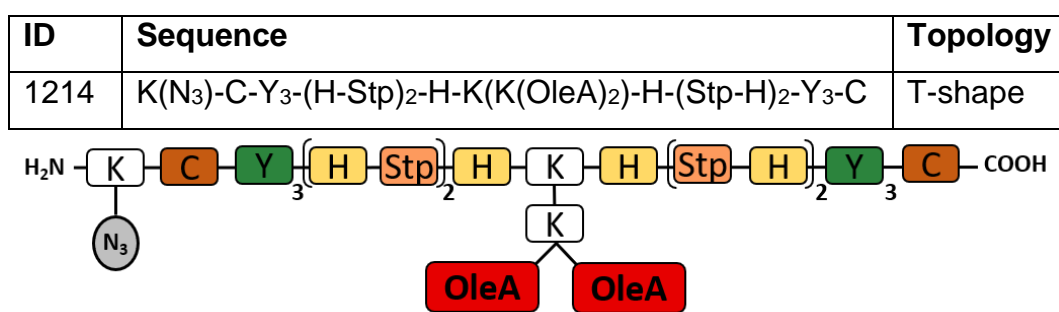 ID Sequence Topology
1214 K(N3)-C-Y3-(H-Stp)2-H-K(K(OleA)2)-H-(Stp-H)2-Y3-C T-shape
H2N K C Y 3 ( H Stp ) 2 H K H ( Stp H ) 2 Y 3 C COOH
N3 K
OleA OleA